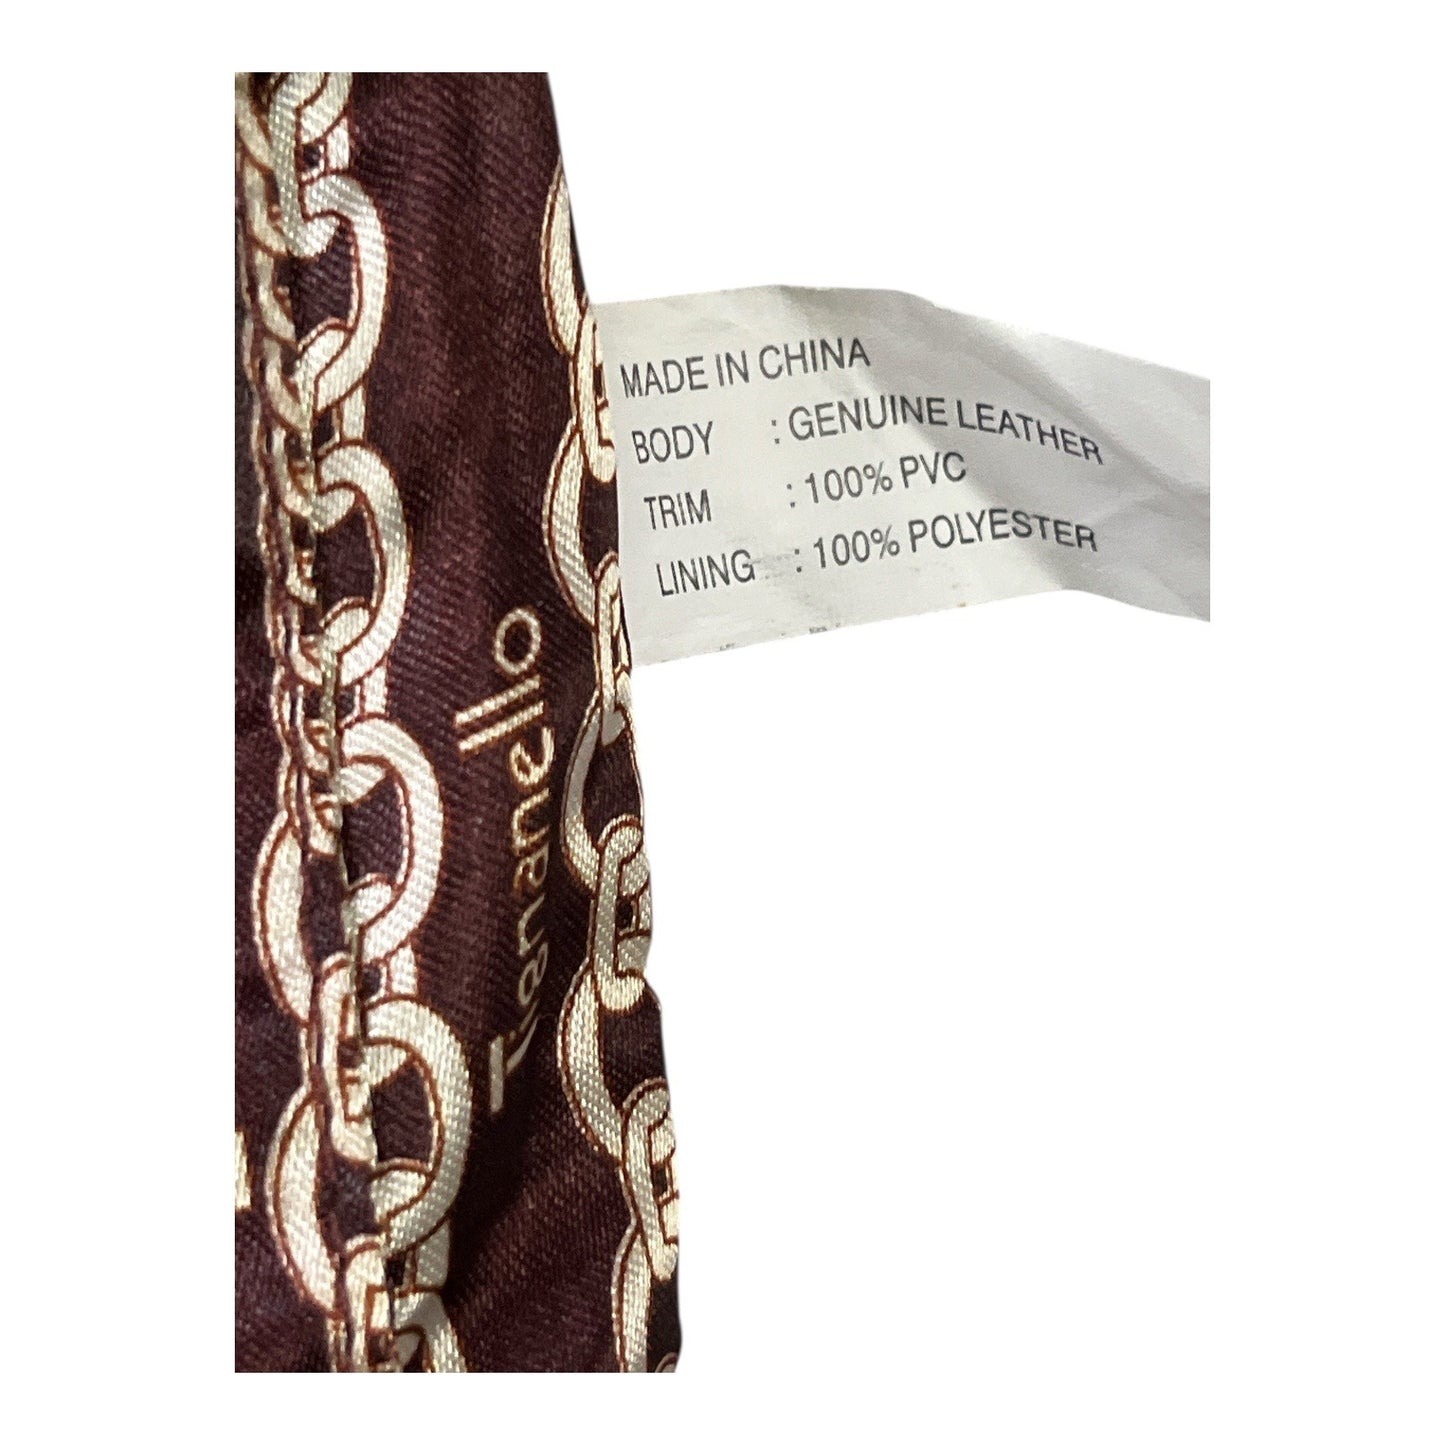 MADE IN CHINA
BODY : GENUINE LEATHER
TRIM : 100% PVC
LINING : 100% POLYESTER
Tignanello